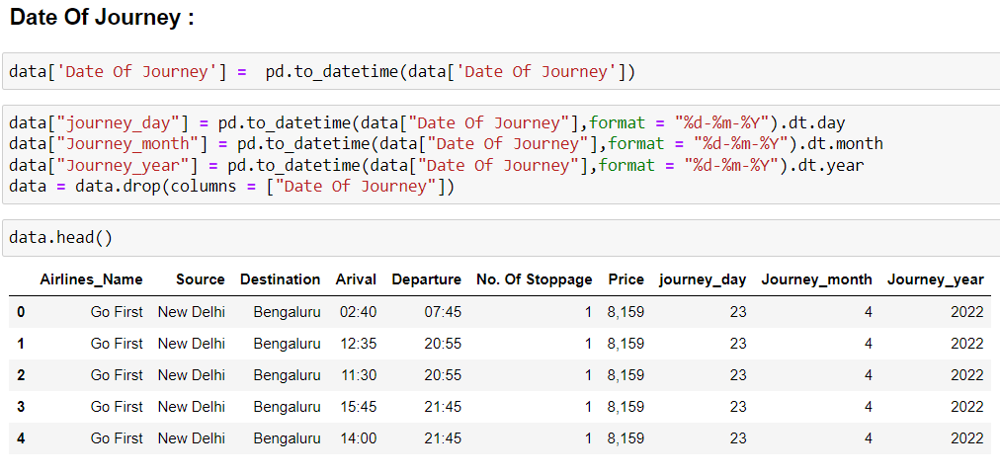 Date Of Journey :
data['Date Of Journey'] =  pd.to_datetime(data['Date Of Journey'])
data["journey_day"] = pd.to_datetime(data["Date Of Journey"],format = "%d-%m-%Y").dt.day
data["Journey_month"] = pd.to_datetime(data["Date Of Journey"],format = "%d-%m-%Y").dt.month
data["Journey_year"] = pd.to_datetime(data["Date Of Journey"],format = "%d-%m-%Y").dt.year
data = data.drop(columns = ["Date Of Journey"])
data.head()
Airlines_Name Source Destination Arival Departure No. Of Stoppage Price journey_day Journey_month Journey_year
0 Go First New Delhi Bengaluru 02:40 07:45 1 8,159 23 4 2022
1 Go First New Delhi Bengaluru 12:35 20:55 1 8,159 23 4 2022
2 Go First New Delhi Bengaluru 11:30 20:55 1 8,159 23 4 2022
3 Go First New Delhi Bengaluru 15:45 21:45 1 8,159 23 4 2022
4 Go First New Delhi Bengaluru 14:00 21:45 1 8,159 23 4 2022